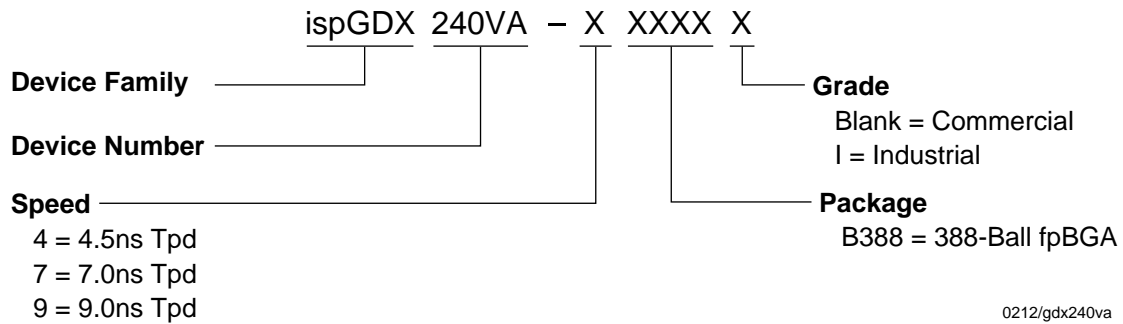 ispGDX 240VA – X XXXX X
Device Family
Device Number
Speed
4 = 4.5ns Tpd
7 = 7.0ns Tpd
9 = 9.0ns Tpd
Grade
Blank = Commercial
I = Industrial
Package
B388 = 388-Ball fpBGA
0212/gdx240va